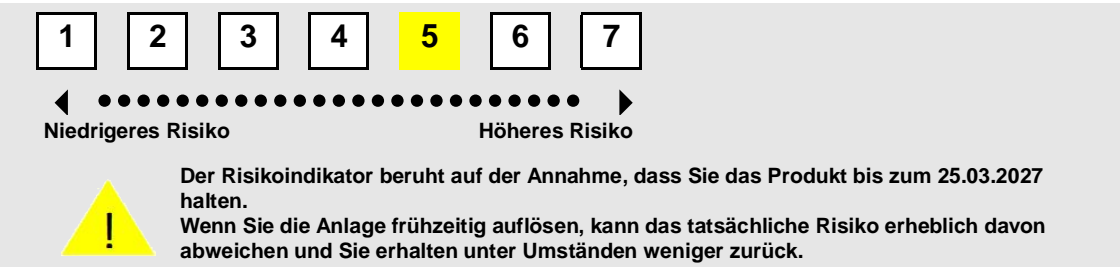 1 2 3 4 5 6 7
Niedrigeres Risiko Höheres Risiko
Der Risikoindikator beruht auf der Annahme, dass Sie das Produkt bis zum 25.03.2027
halten.
Wenn Sie die Anlage frühzeitig auflösen, kann das tatsächliche Risiko erheblich davon
abweichen und Sie erhalten unter Umständen weniger zurück.
!